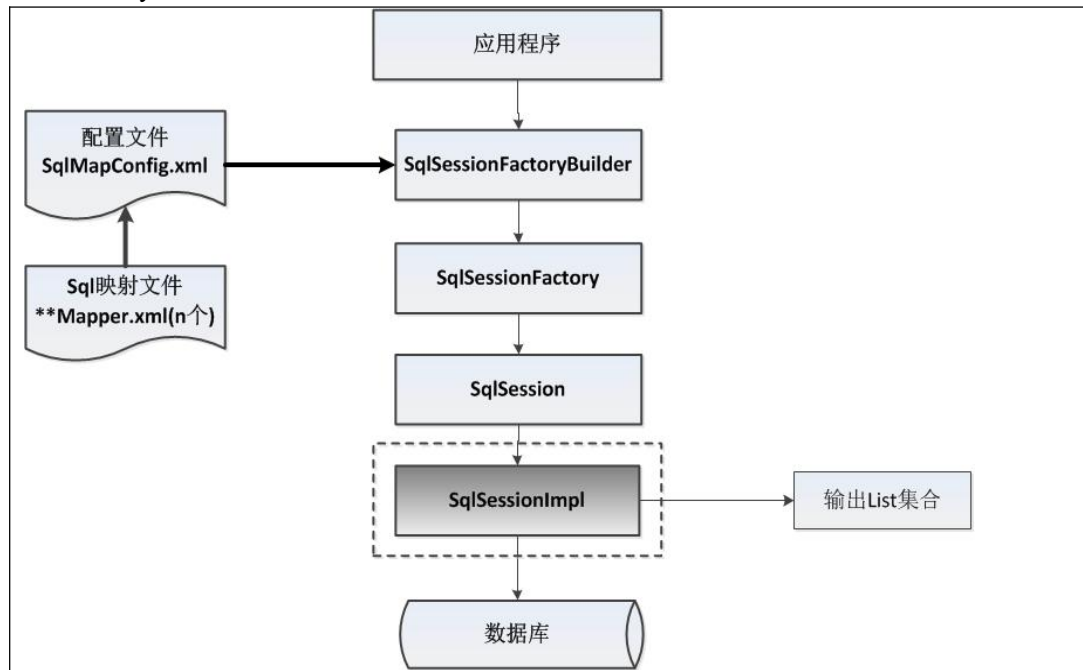 应用程序
配置文件
SqlMapConfig.xml
SqlSessionFactoryBuilder
Sql映射文件
**Mapper.xml(n个)
SqlSessionFactory
SqlSession
SqlSessionImpl
输出List集合
数据库